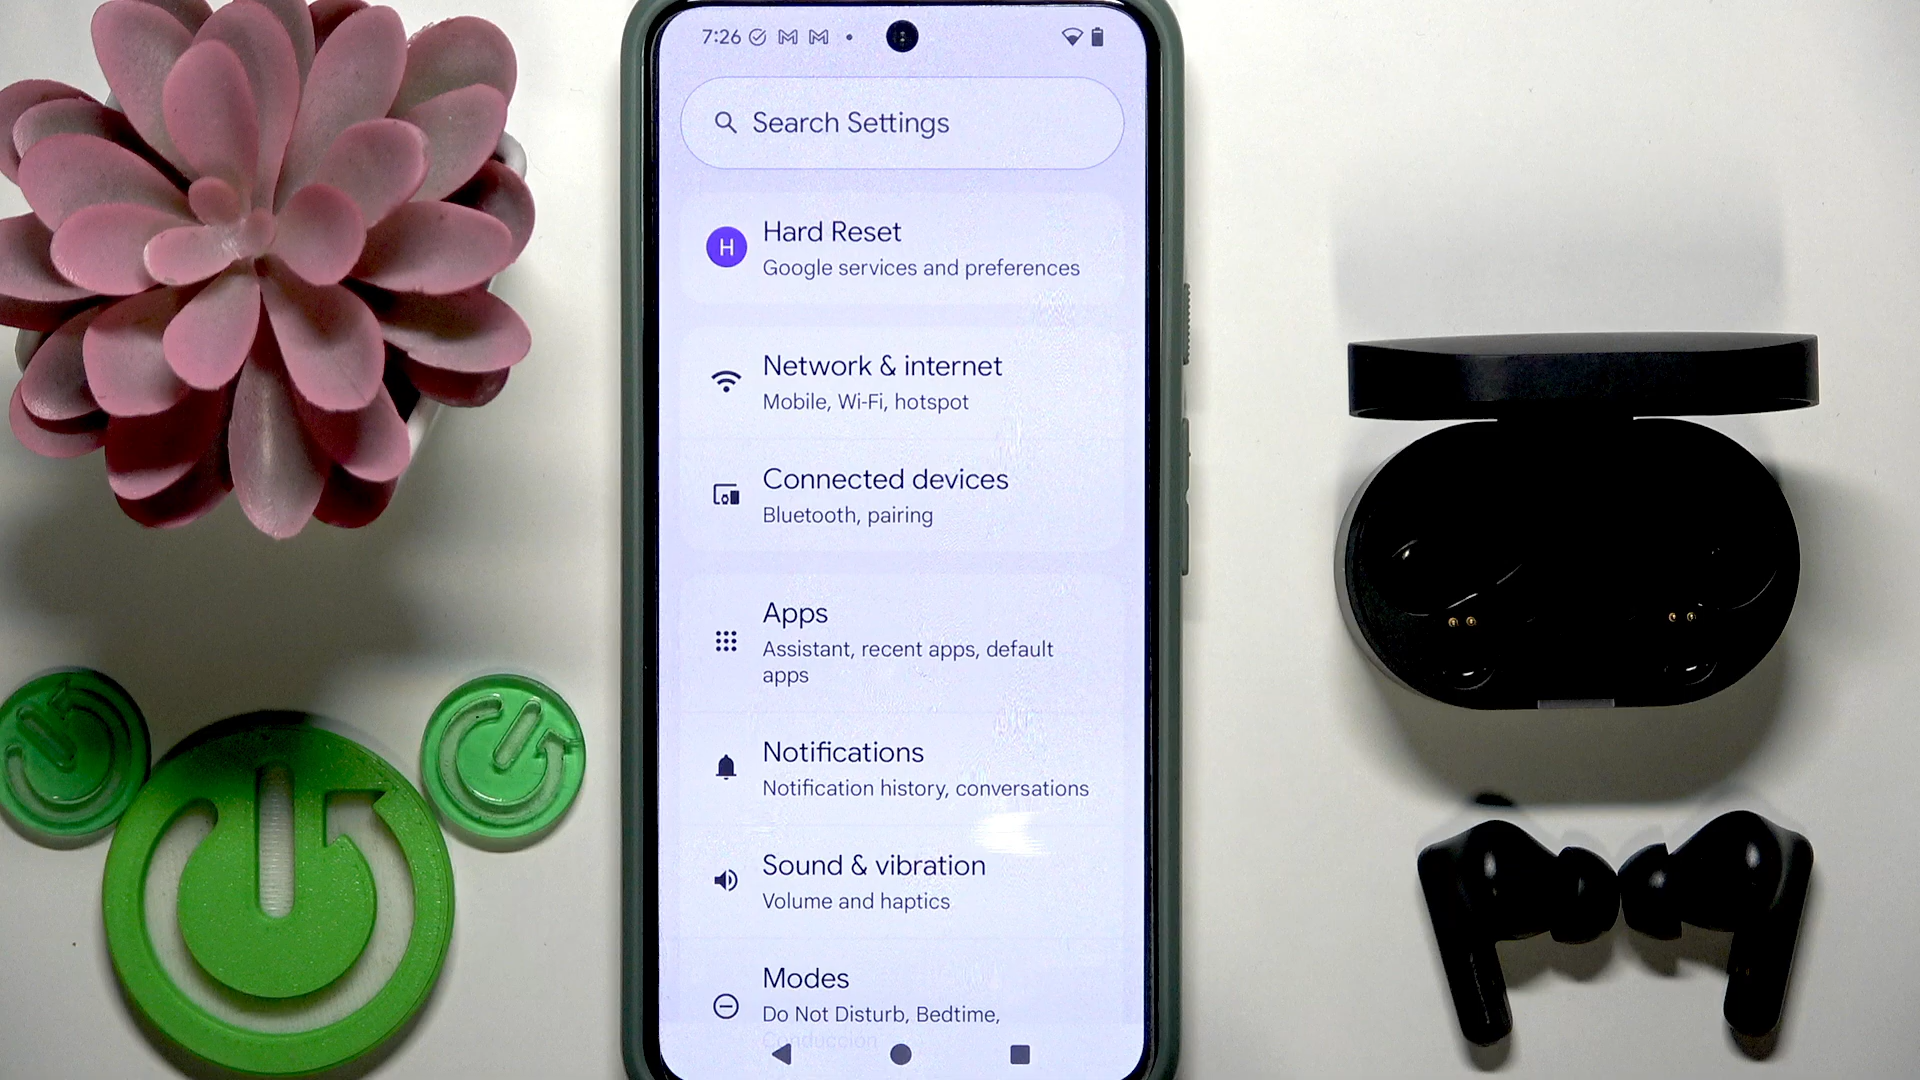 7:26
Search Settings
H
Hard Reset
Google services and preferences
Network & internet
Mobile, Wi-Fi, hotspot
Connected devices
Bluetooth, pairing
Apps
Assistant, recent apps, default
apps
Notifications
Notification history, conversations
Sound & vibration
Volume and haptics
Modes
Do Not Disturb, Bedtime,
Conducción